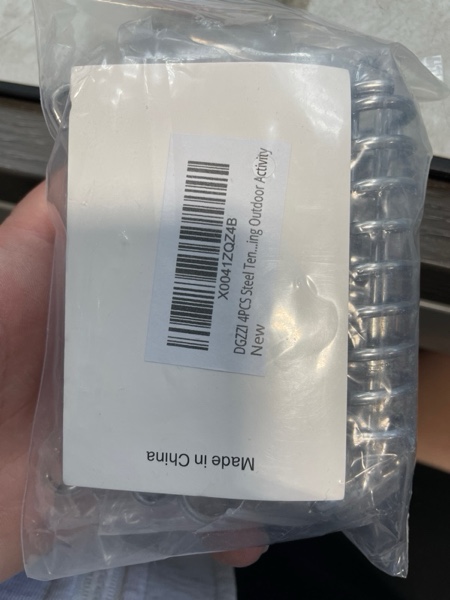 X0041ZQZ4B
DGZZI 4PCS Steel Ten...ing Outdoor Activity
New
Made in China